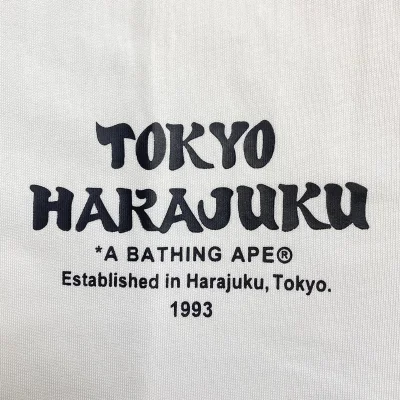 TOKYO
HARAJUKU
*A BATHING APE®
Established in Harajuku, Tokyo.
1993